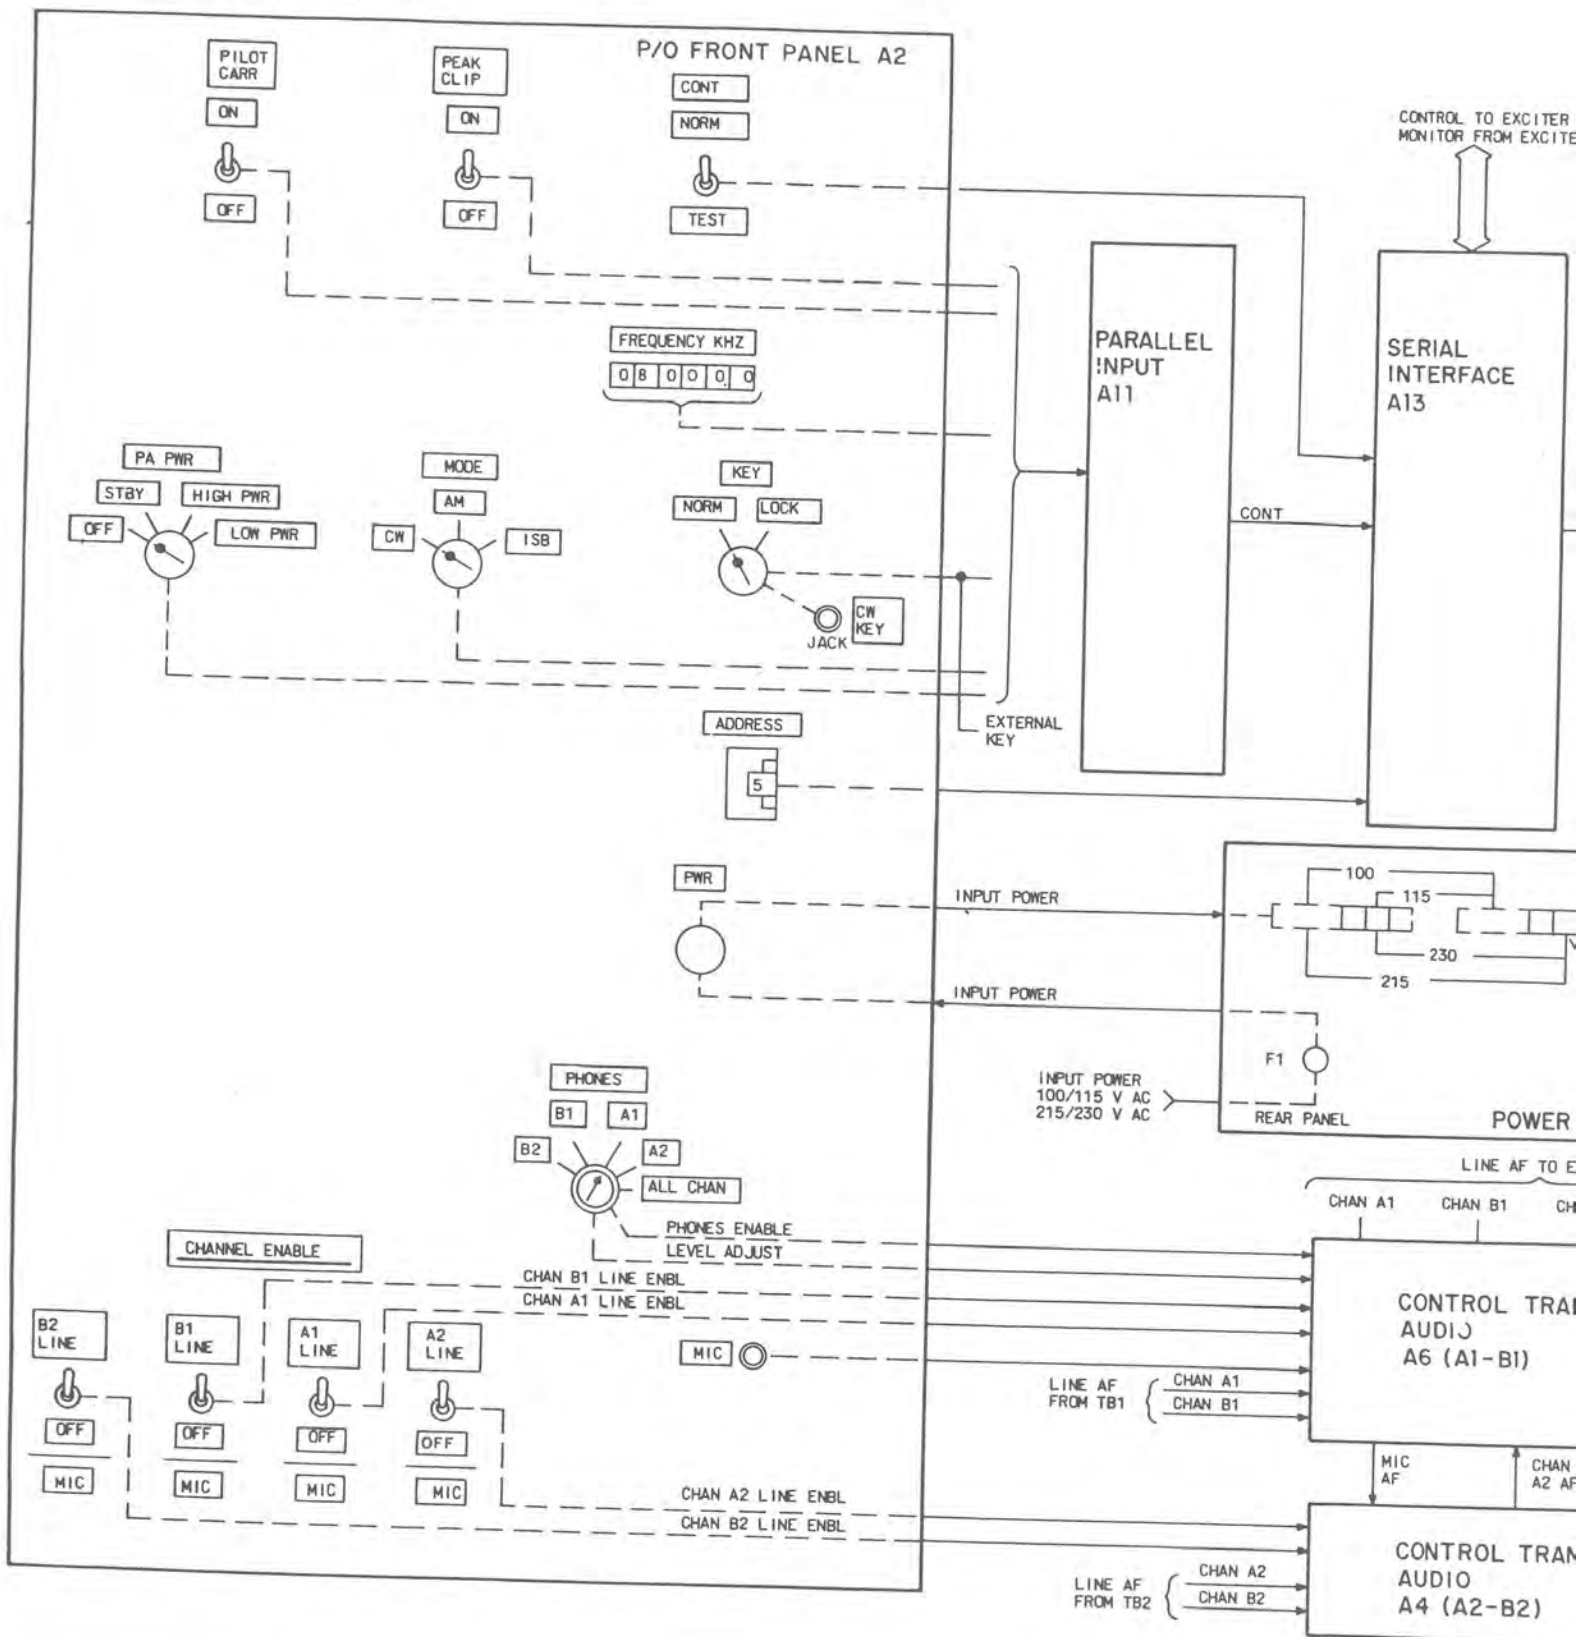 P/O FRONT PANEL A2
PILOT
CARR
ON
OFF
PEAK
CLIP
ON
OFF
CONT
NORM
TEST
CONTROL TO EXCITER
MONITOR FROM EXCITE
FREQUENCY KHZ
0 8 0 0 0. 0
PARALLEL
INPUT
A11
SERIAL
INTERFACE
A13
PA PWR
STBY
HIGH PWR
OFF
LOW PWR
MODE
AM
CW
ISB
KEY
NORM
LOCK
CW
KEY
JACK
CONT
EXTERNAL
KEY
ADDRESS
5
PWR
INPUT POWER
INPUT POWER
100
115
230
215
F1
INPUT POWER
100/115 V AC
215/230 V AC
REAR PANEL
POWER
PHONES
B1
A1
B2
A2
ALL CHAN
PHONES ENABLE
LEVEL ADJUST
LINE AF TO E
CHAN A1
CHAN B1
CH
CHANNEL ENABLE
CHAN B1 LINE ENBL
CHAN A1 LINE ENBL
B2
LINE
B1
LINE
A1
LINE
A2
LINE
OFF
OFF
OFF
OFF
MIC
MIC
MIC
MIC
MIC
CONTROL TRA
AUDIO
A6 (A1-B1)
LINE AF
FROM TB1
CHAN A1
CHAN B1
MIC
AF
CHAN
A2 AF
CHAN A2 LINE ENBL
CHAN B2 LINE ENBL
CONTROL TRAN
AUDIO
A4 (A2-B2)
LINE AF
FROM TB2
CHAN A2
CHAN B2